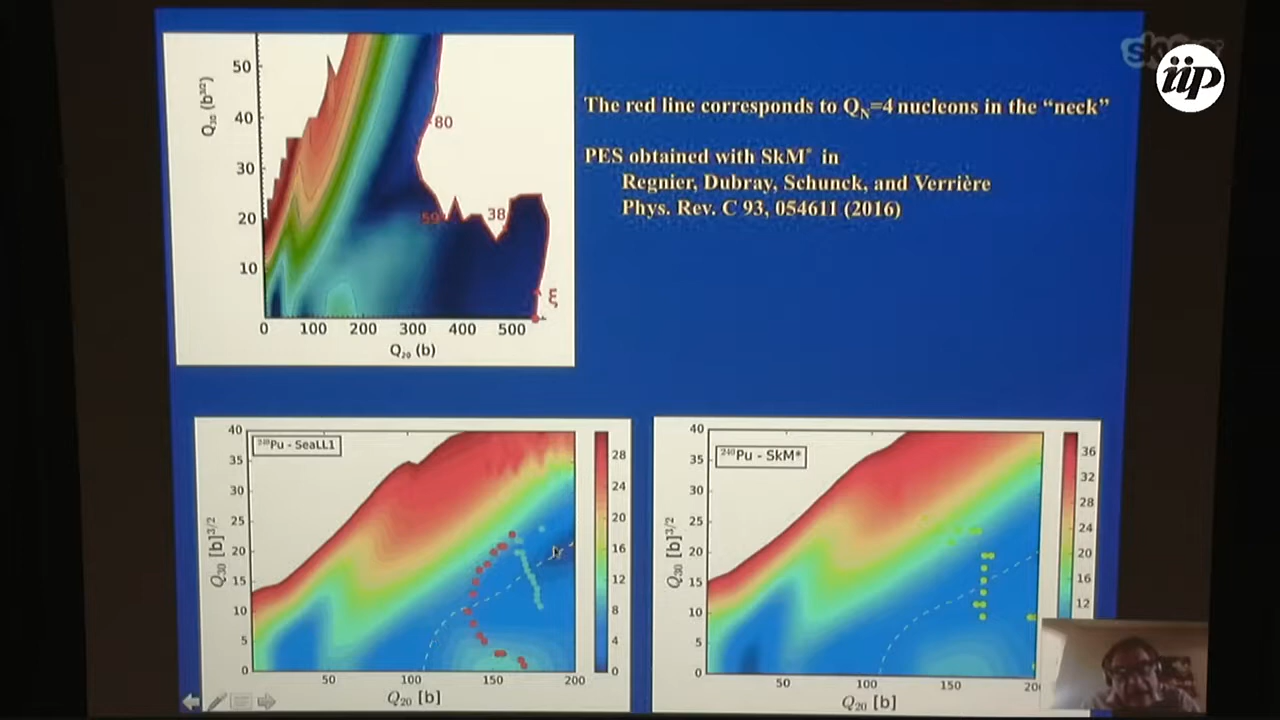 iip
The red line corresponds to QN=4 nucleons in the “neck”
PES obtained with SkM* in
Regnier, Dubray, Schunck, and Verrière
Phys. Rev. C 93, 054611 (2016)
Q30 (b3/2)
50
40
30
20
10
80
59
38
ξ
0 100 200 300 400 500
Q20 (b)
240Pu - SeaLL1
Q30 [b]3/2
40
35
30
25
20
15
10
5
0
50 100 150 200
Q20 [b]
28
24
20
16
12
8
4
0
240Pu - SkM*
Q30 [b]3/2
40
35
30
25
20
15
10
5
0
50 100 150
Q20 [b]
36
32
28
24
20
16
12